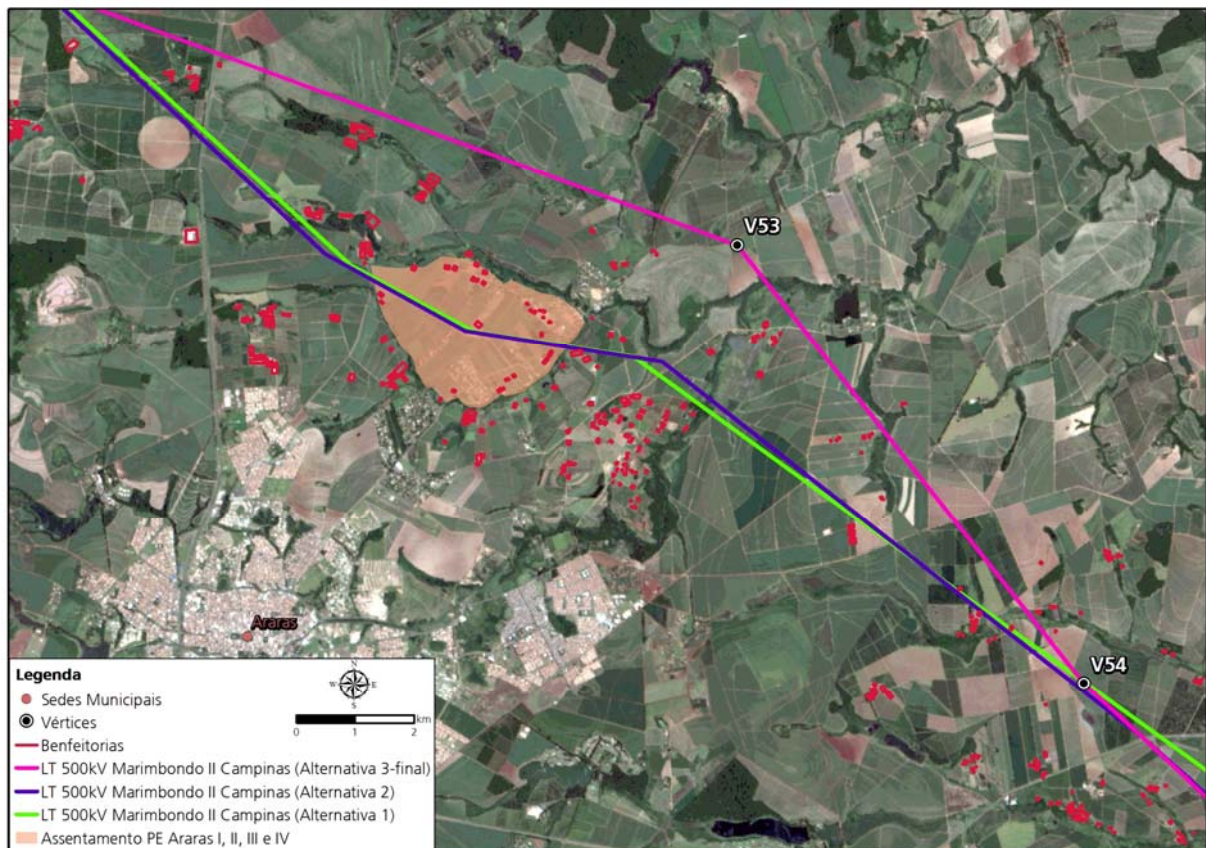 V53
V54
Araras
Legenda
Sedes Municipais
Vértices
Benfeitorias
LT 500kV Marimbondo II Campinas (Alternativa 3-final)
LT 500kV Marimbondo II Campinas (Alternativa 2)
LT 500kV Marimbondo II Campinas (Alternativa 1)
Assentamento PE Araras I, II, III e IV
N
W E
S
km
0 1 2